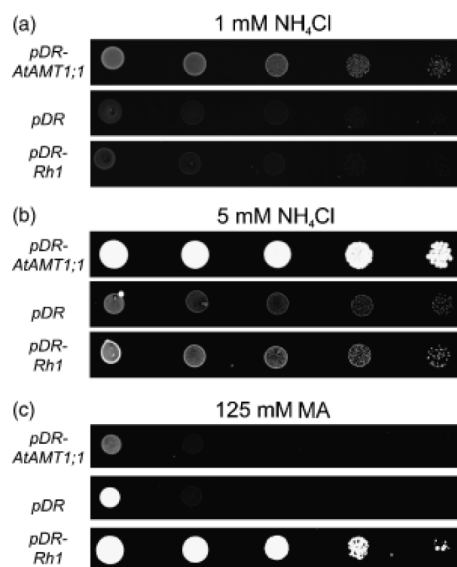 (a)
1 mM NH₄Cl
pDR-
AtAMT1;1
pDR
pDR-
Rh1
(b)
5 mM NH₄Cl
pDR-
AtAMT1;1
pDR
pDR-
Rh1
(c)
125 mM MA
pDR-
AtAMT1;1
pDR
pDR-
Rh1